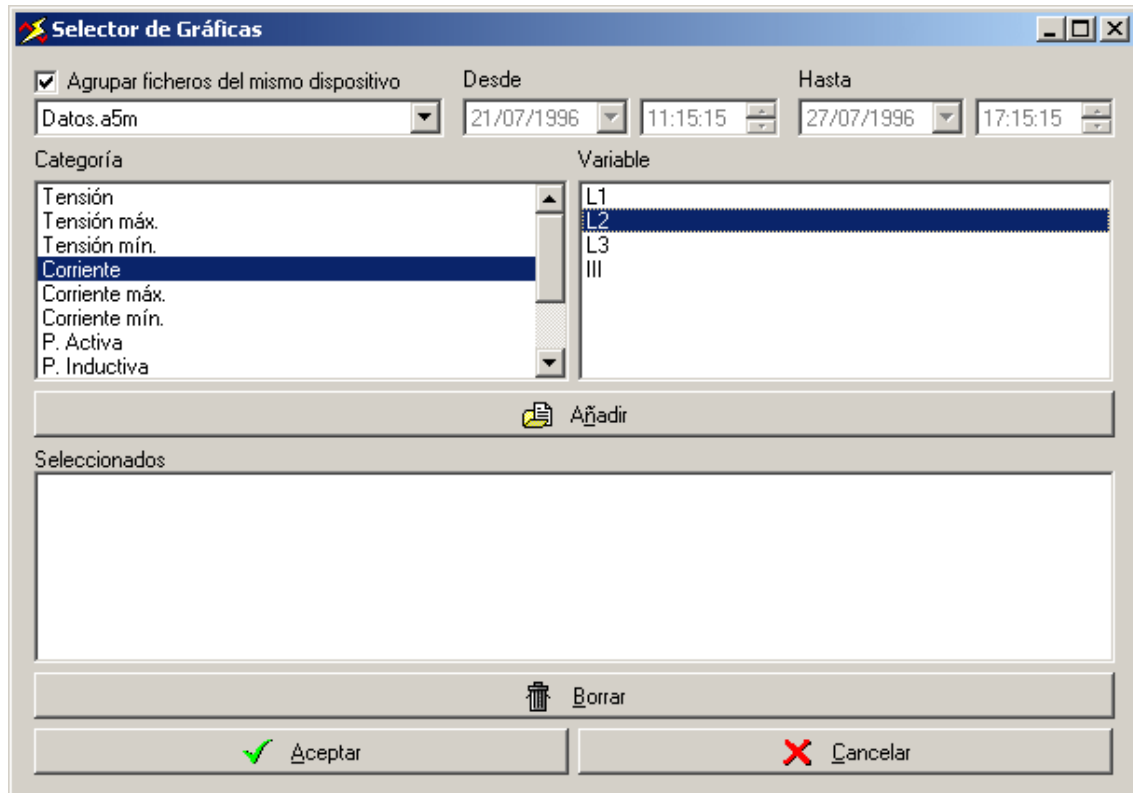 Selector de Gráficas
Agrupar ficheros del mismo dispositivo Desde Hasta
Datos.a5m 21/07/1996 11:15:15 27/07/1996 17:15:15
Categoría Variable
Tensión
Tensión máx.
Tensión mín.
Corriente
Corriente máx.
Corriente mín.
P. Activa
P. Inductiva
L1
L2
L3
III
Añadir
Seleccionados
Borrar
Aceptar Cancelar